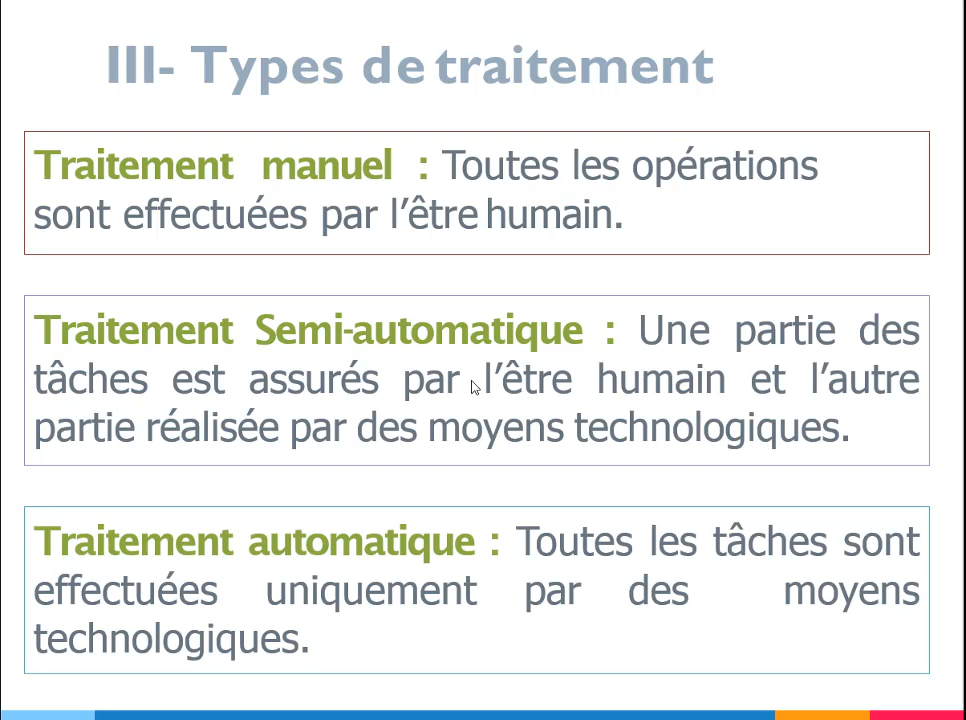 III- Types de traitement
Traitement manuel : Toutes les opérations
sont effectuées par l’être humain.
Traitement Semi-automatique : Une partie des
tâches est assurés par l’être humain et l’autre
partie réalisée par des moyens technologiques.
Traitement automatique : Toutes les tâches sont
effectuées uniquement par des moyens
technologiques.